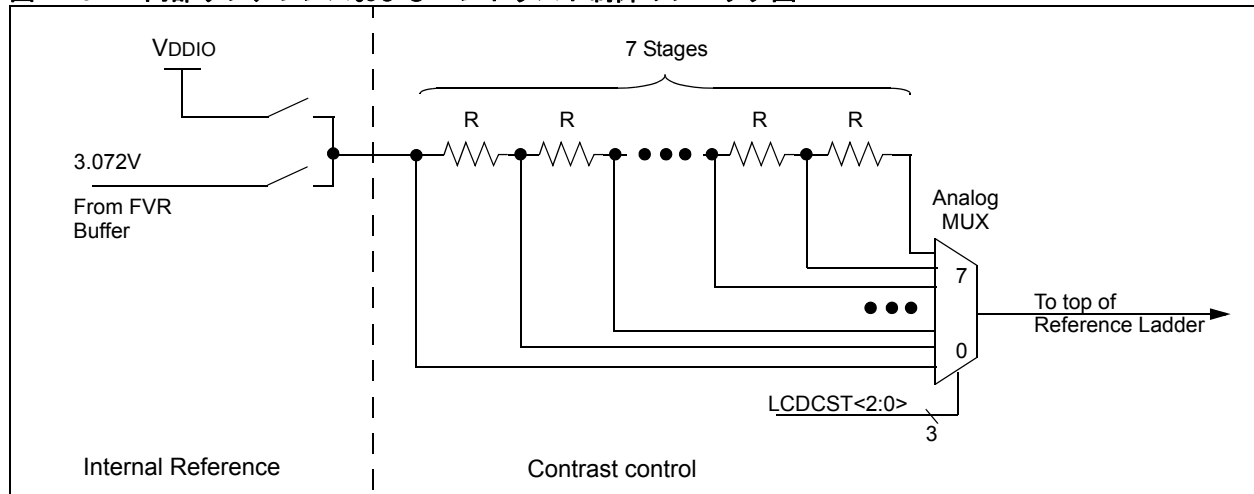 VDDIO
7 Stages
R
R
R
R
3.072V
From FVR
Buffer
Analog
MUX
7
0
To top of
Reference Ladder
LCDCST<2:0>
3
Internal Reference
Contrast control